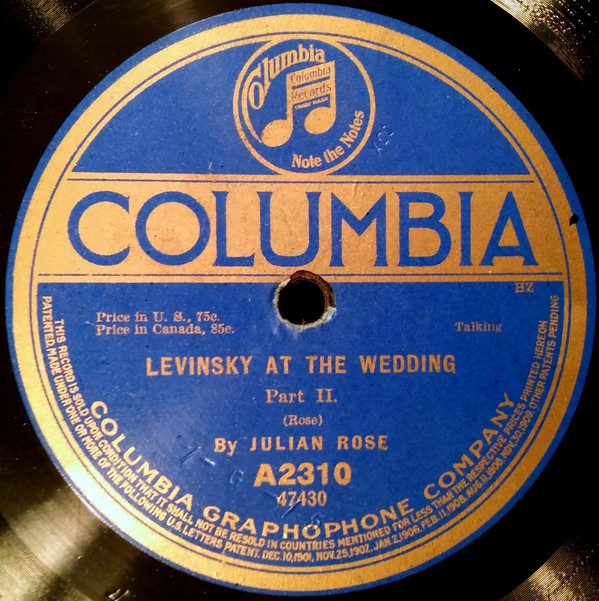 Columbia
Columbia
Records
TRADE MARK
Note the Notes
COLUMBIA
HZ
Price in U. S., 75c.
Price in Canada, 85c.
Talking
LEVINSKY AT THE WEDDING
Part II.
(Rose)
By JULIAN ROSE
A2310
47430
COLUMBIA GRAPHOPHONE COMPANY
THIS RECORD IS SOLD UPON CONDITION THAT IT SHALL NOT BE RESOLD IN COUNTRIES MENTIONED FOR LESS THAN THE RESPECTIVE PRICES PRINTED HEREON
PATENTED, MADE UNDER ONE OR MORE OF THE FOLLOWING U.S. LETTERS PATENT. DEC. 10, 1901, NOV. 25, 1902, JAN. 2, 1906, FEB. 11, 1908, AUG. 11, 1908, NOV. 30, 1909, OTHER PATENTS PENDING